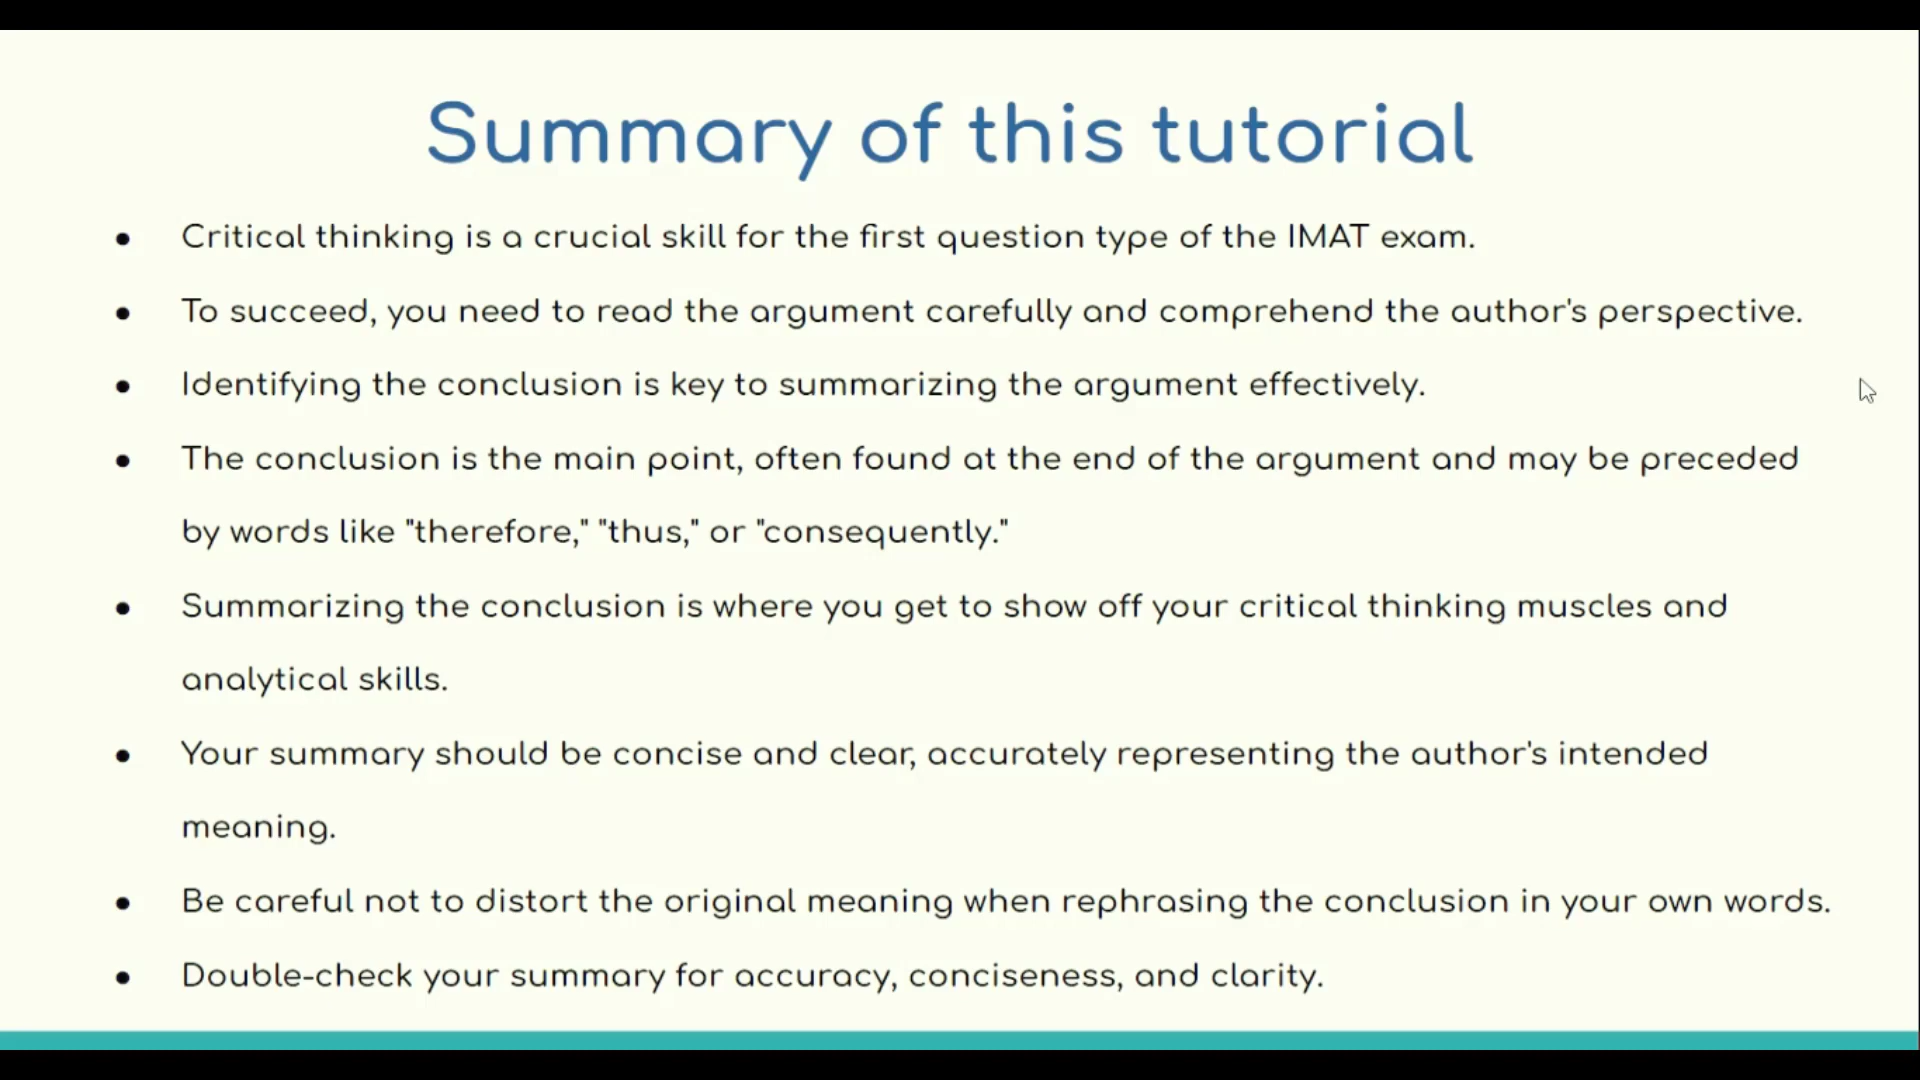 Summary of this tutorial
● Critical thinking is a crucial skill for the first question type of the IMAT exam.
● To succeed, you need to read the argument carefully and comprehend the author's perspective.
● Identifying the conclusion is key to summarizing the argument effectively.
● The conclusion is the main point, often found at the end of the argument and may be preceded
by words like "therefore," "thus," or "consequently."
● Summarizing the conclusion is where you get to show off your critical thinking muscles and
analytical skills.
● Your summary should be concise and clear, accurately representing the author's intended
meaning.
● Be careful not to distort the original meaning when rephrasing the conclusion in your own words.
● Double-check your summary for accuracy, conciseness, and clarity.